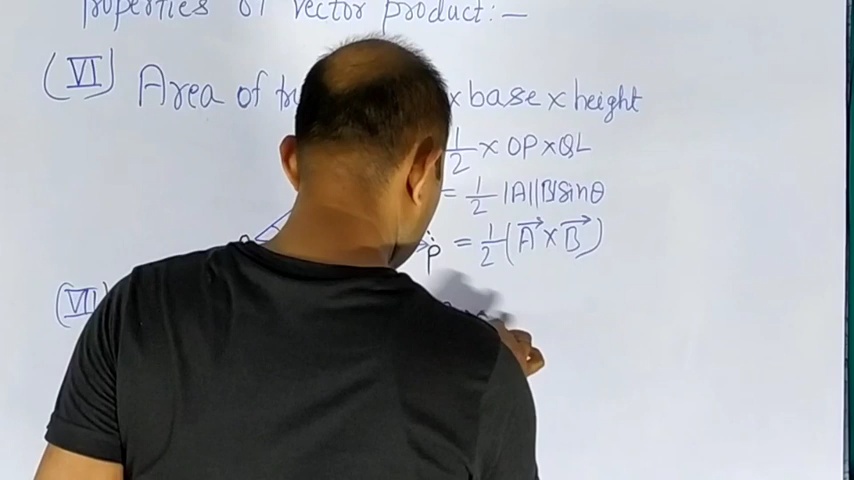 Properties of vector product:—
(VI) Area of × base × height
1/2 × OP × QL
= 1/2 |A||B|sinθ
P = 1/2 (A⃗ × B⃗)
(VII)